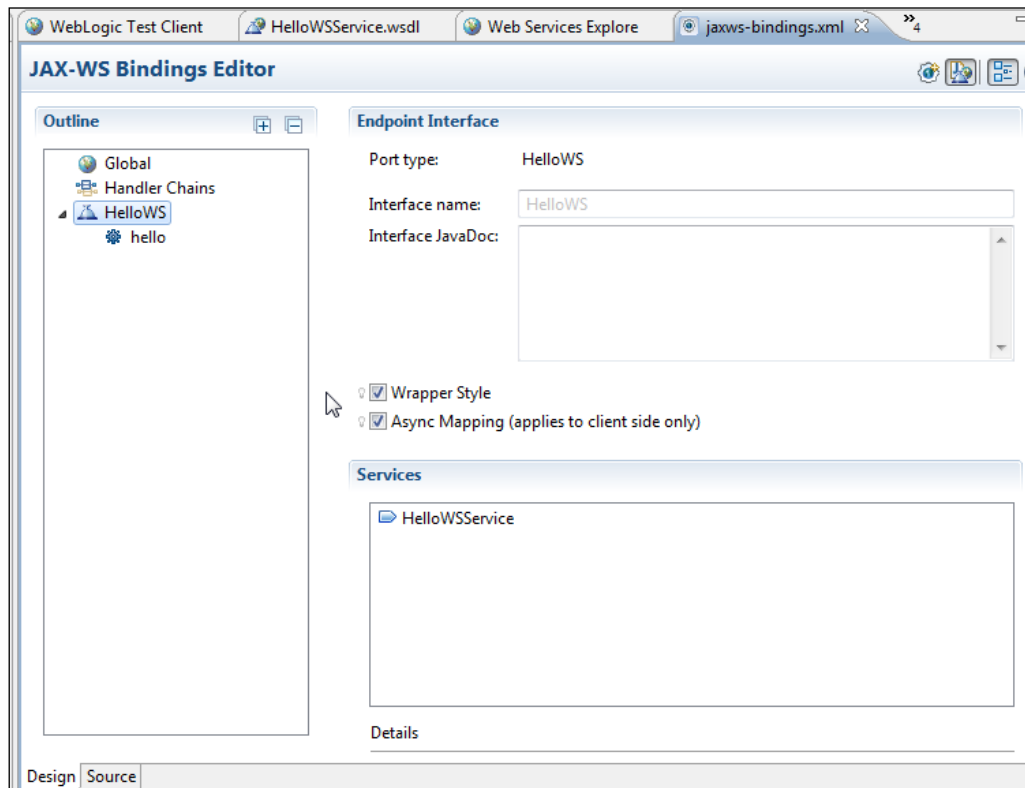 WebLogic Test Client HelloWSService.wsdl Web Services Explore jaxws-bindings.xml »4
JAX-WS Bindings Editor
Outline
Global
Handler Chains
HelloWS
hello
Endpoint Interface
Port type: HelloWS
Interface name: HelloWS
Interface JavaDoc:
Wrapper Style
Async Mapping (applies to client side only)
Services
HelloWSService
Details
Design Source